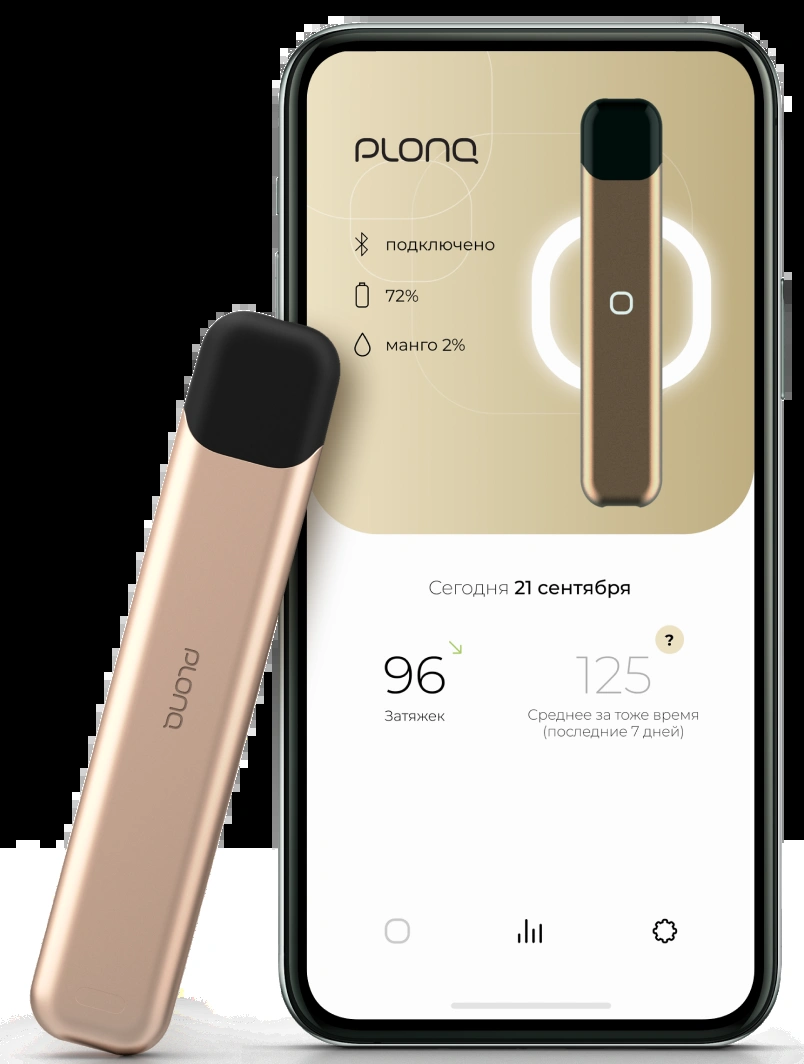 PLONQ
подключено
72%
манго 2%
Сегодня 21 сентября
?
96
125
Затяжек
Среднее за тоже время
(последние 7 дней)
PLONQ